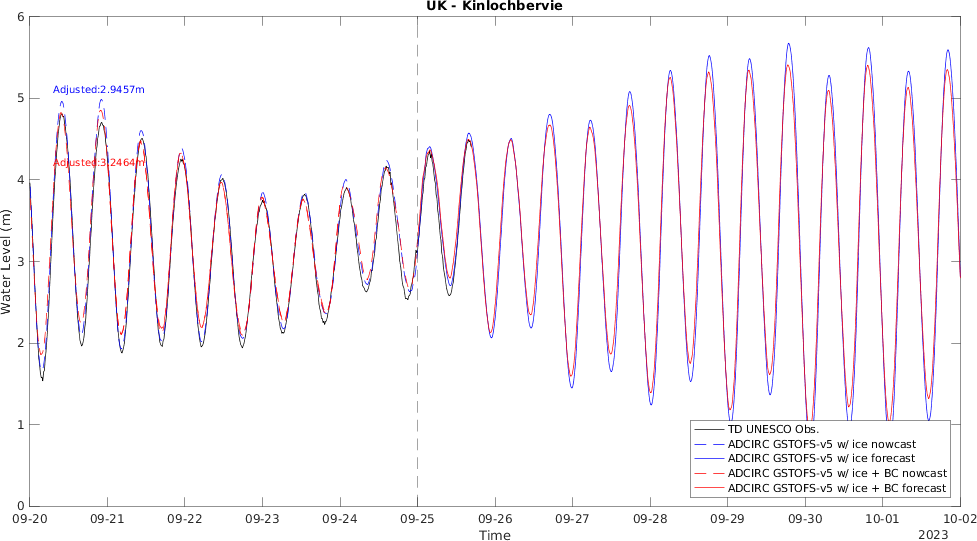 UK - Kinlochbervie
6
5
4
3
2
1
0
Water Level (m)
Adjusted:2.9457m
Adjusted:3.2464m
TD UNESCO Obs.
ADCIRC GSTOFS-v5 w/ ice nowcast
ADCIRC GSTOFS-v5 w/ ice forecast
ADCIRC GSTOFS-v5 w/ ice + BC nowcast
ADCIRC GSTOFS-v5 w/ ice + BC forecast
09-20 09-21 09-22 09-23 09-24 09-25 09-26 09-27 09-28 09-29 09-30 10-01 10-02
Time
2023